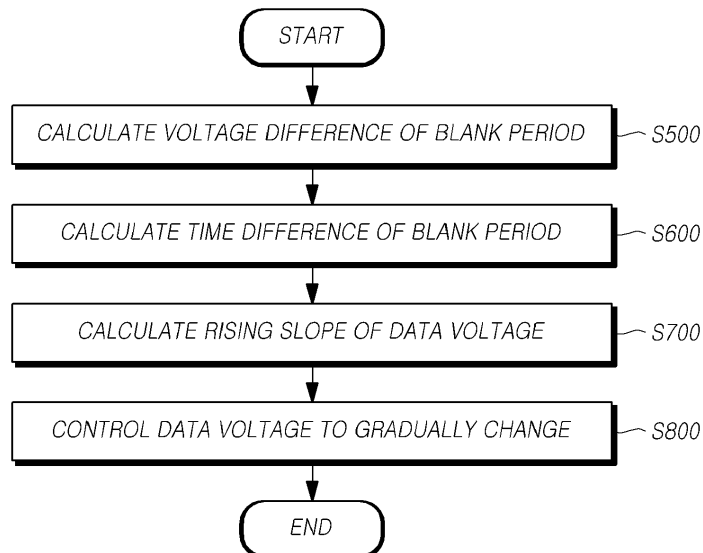 START
CALCULATE VOLTAGE DIFFERENCE OF BLANK PERIOD S500
CALCULATE TIME DIFFERENCE OF BLANK PERIOD S600
CALCULATE RISING SLOPE OF DATA VOLTAGE S700
CONTROL DATA VOLTAGE TO GRADUALLY CHANGE S800
END